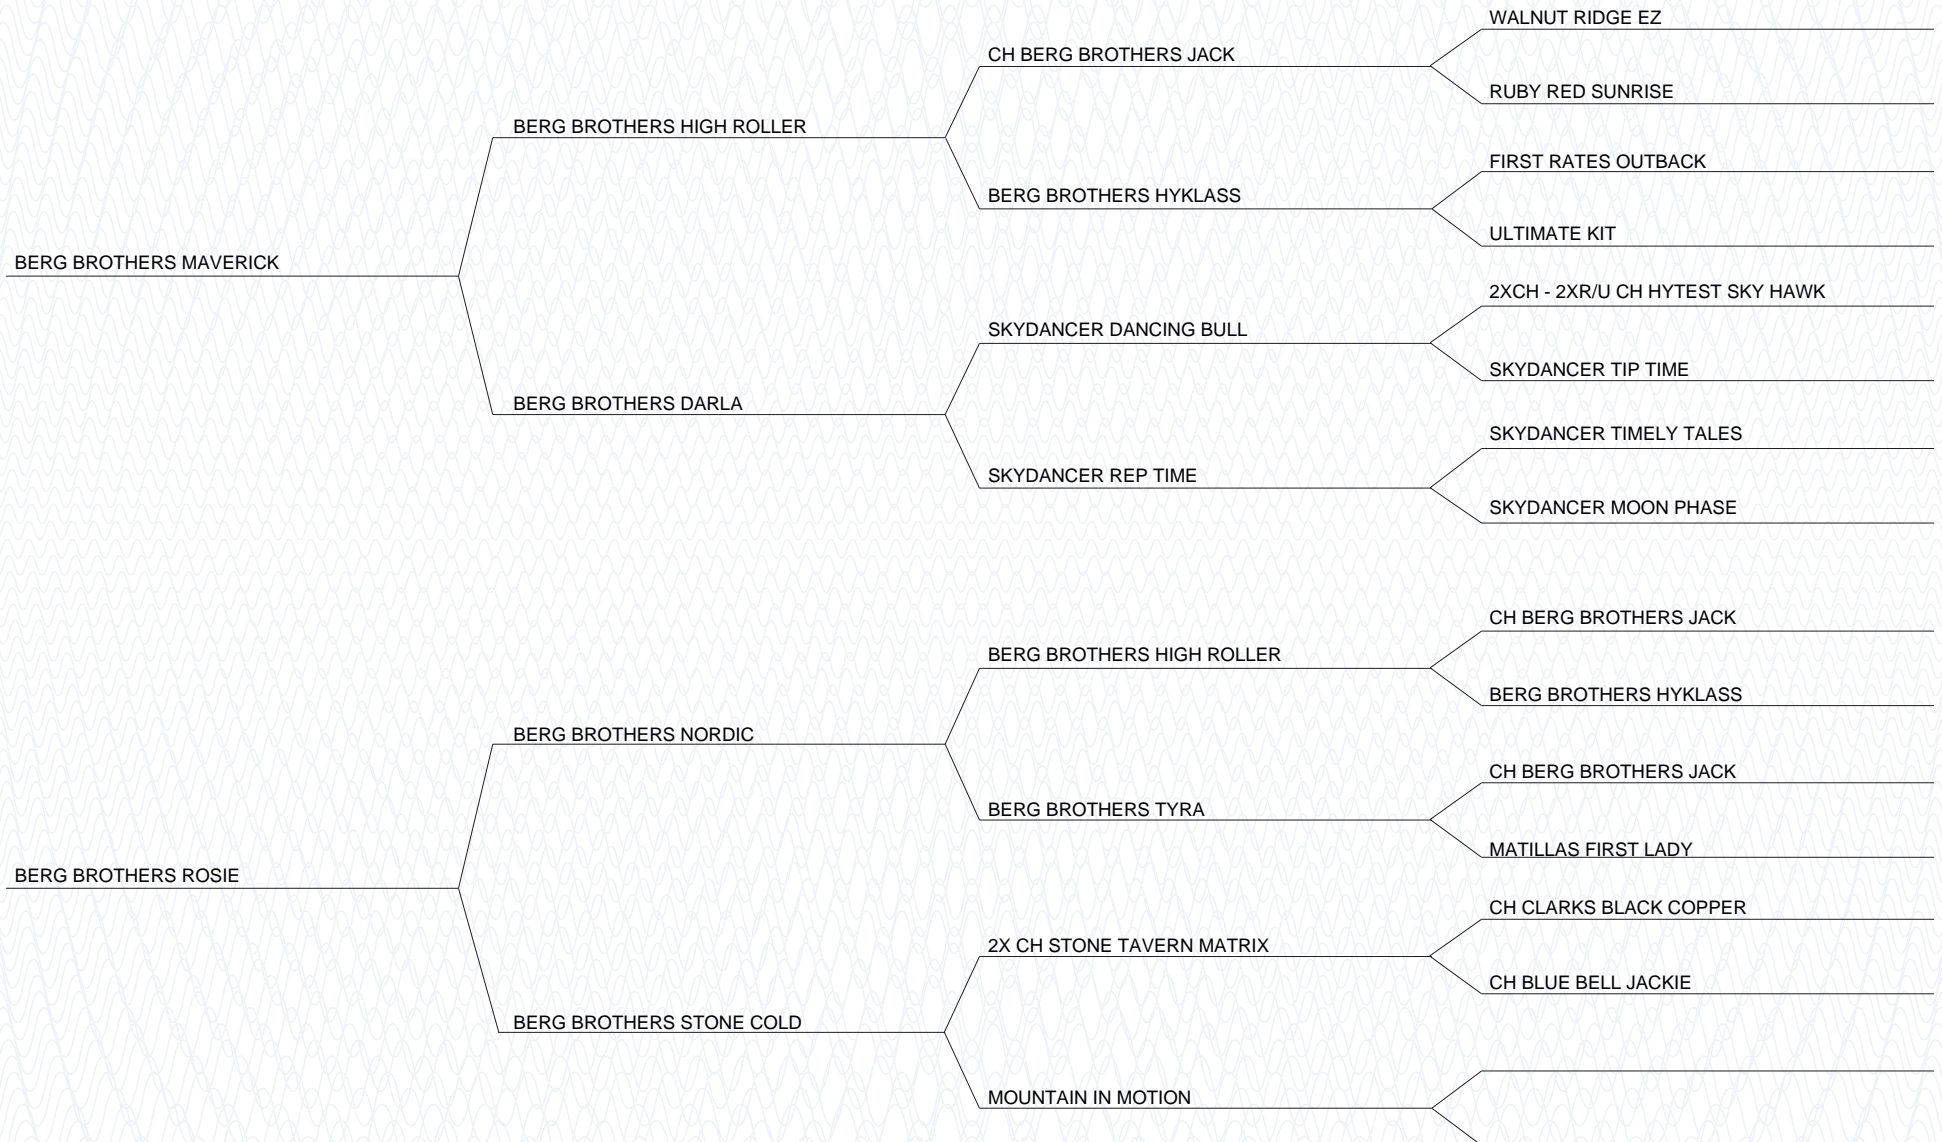 WALNUT RIDGE EZ
CH BERG BROTHERS JACK
RUBY RED SUNRISE
BERG BROTHERS HIGH ROLLER
FIRST RATES OUTBACK
BERG BROTHERS HYKLASS
ULTIMATE KIT
BERG BROTHERS MAVERICK
2XCH - 2XR/U CH HYTEST SKY HAWK
SKYDANCER DANCING BULL
SKYDANCER TIP TIME
BERG BROTHERS DARLA
SKYDANCER TIMELY TALES
SKYDANCER REP TIME
SKYDANCER MOON PHASE
CH BERG BROTHERS JACK
BERG BROTHERS HIGH ROLLER
BERG BROTHERS HYKLASS
BERG BROTHERS NORDIC
CH BERG BROTHERS JACK
BERG BROTHERS TYRA
MATILLAS FIRST LADY
BERG BROTHERS ROSIE
CH CLARKS BLACK COPPER
2X CH STONE TAVERN MATRIX
CH BLUE BELL JACKIE
BERG BROTHERS STONE COLD
MOUNTAIN IN MOTION